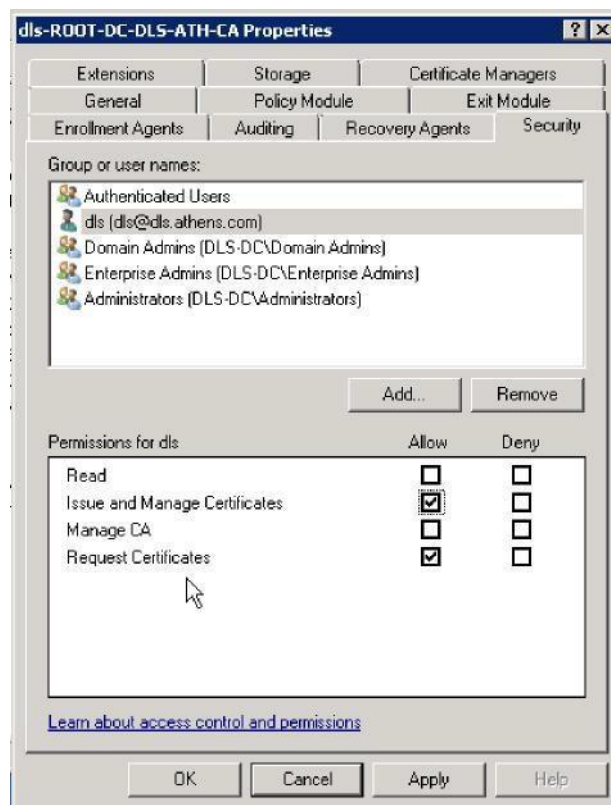 dls-ROOT-DC-DLS-ATH-CA Properties
Extensions Storage Certificate Managers
General Policy Module Exit Module
Enrollment Agents Auditing Recovery Agents Security
Group or user names:
Authenticated Users
dls (dls@dls.athens.com)
Domain Admins (DLS-DC\Domain Admins)
Enterprise Admins (DLS-DC\Enterprise Admins)
Administrators (DLS-DC\Administrators)
Add... Remove
Permissions for dls Allow Deny
Read
Issue and Manage Certificates
Manage CA
Request Certificates
Learn about access control and permissions
OK Cancel Apply Help